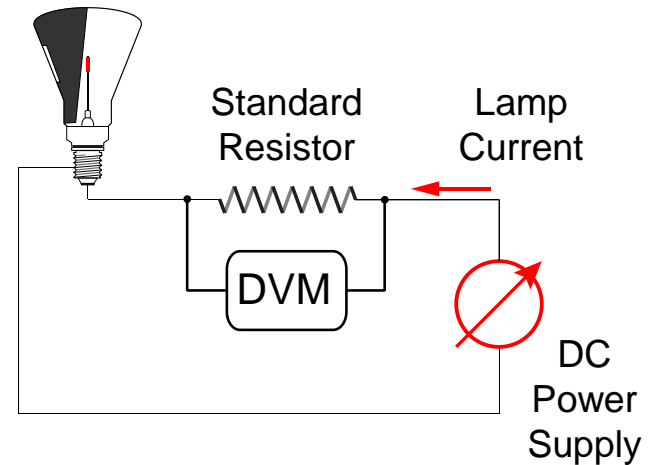 Standard
Resistor
Lamp
Current
DVM
DC
Power
Supply